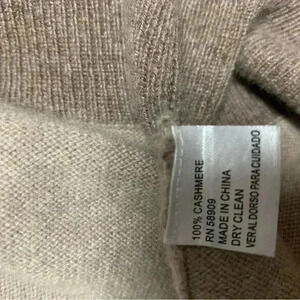 100% CASHMERE
RN 58909
MADE IN CHINA
DRY CLEAN
VER AL DORSO PARA CUIDADO